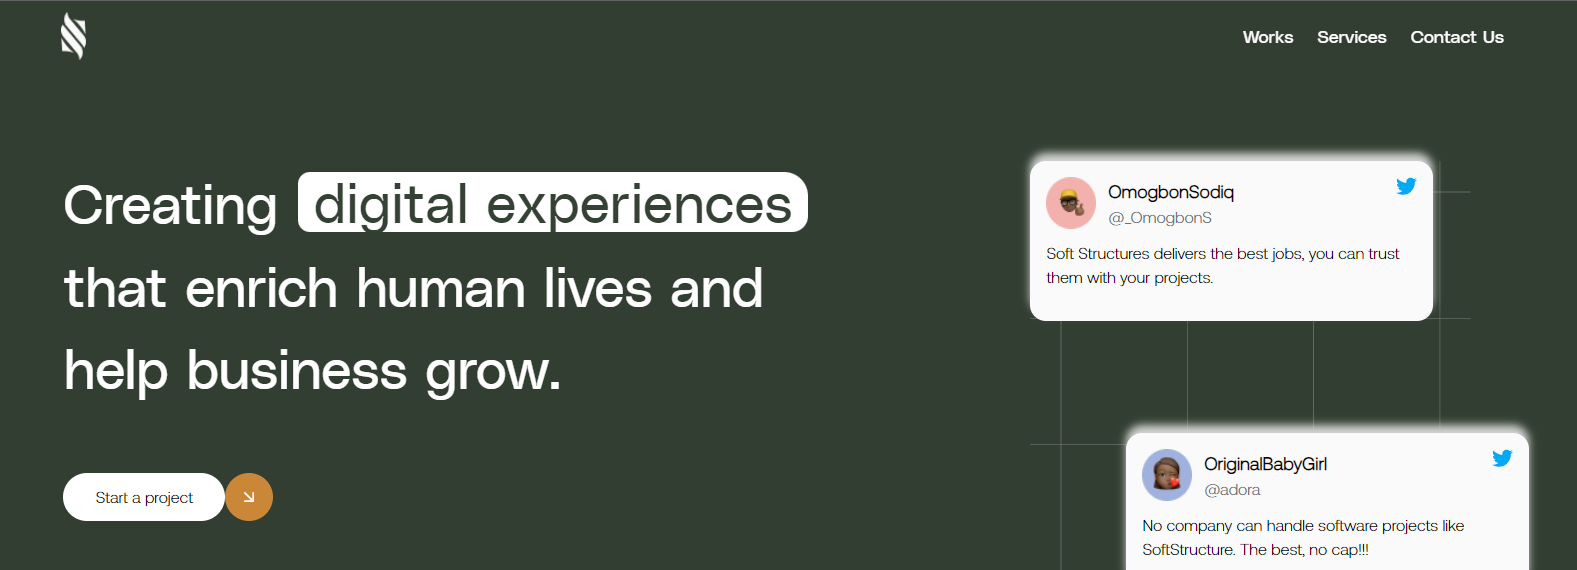 Works Services Contact Us
Creating digital experiences
that enrich human lives and
help business grow.
Start a project
OmogbonSodiq
@_OmogbonS
Soft Structures delivers the best jobs, you can trust
them with your projects.
OriginalBabyGirl
@adora
No company can handle software projects like
SoftStructure. The best, no cap!!!